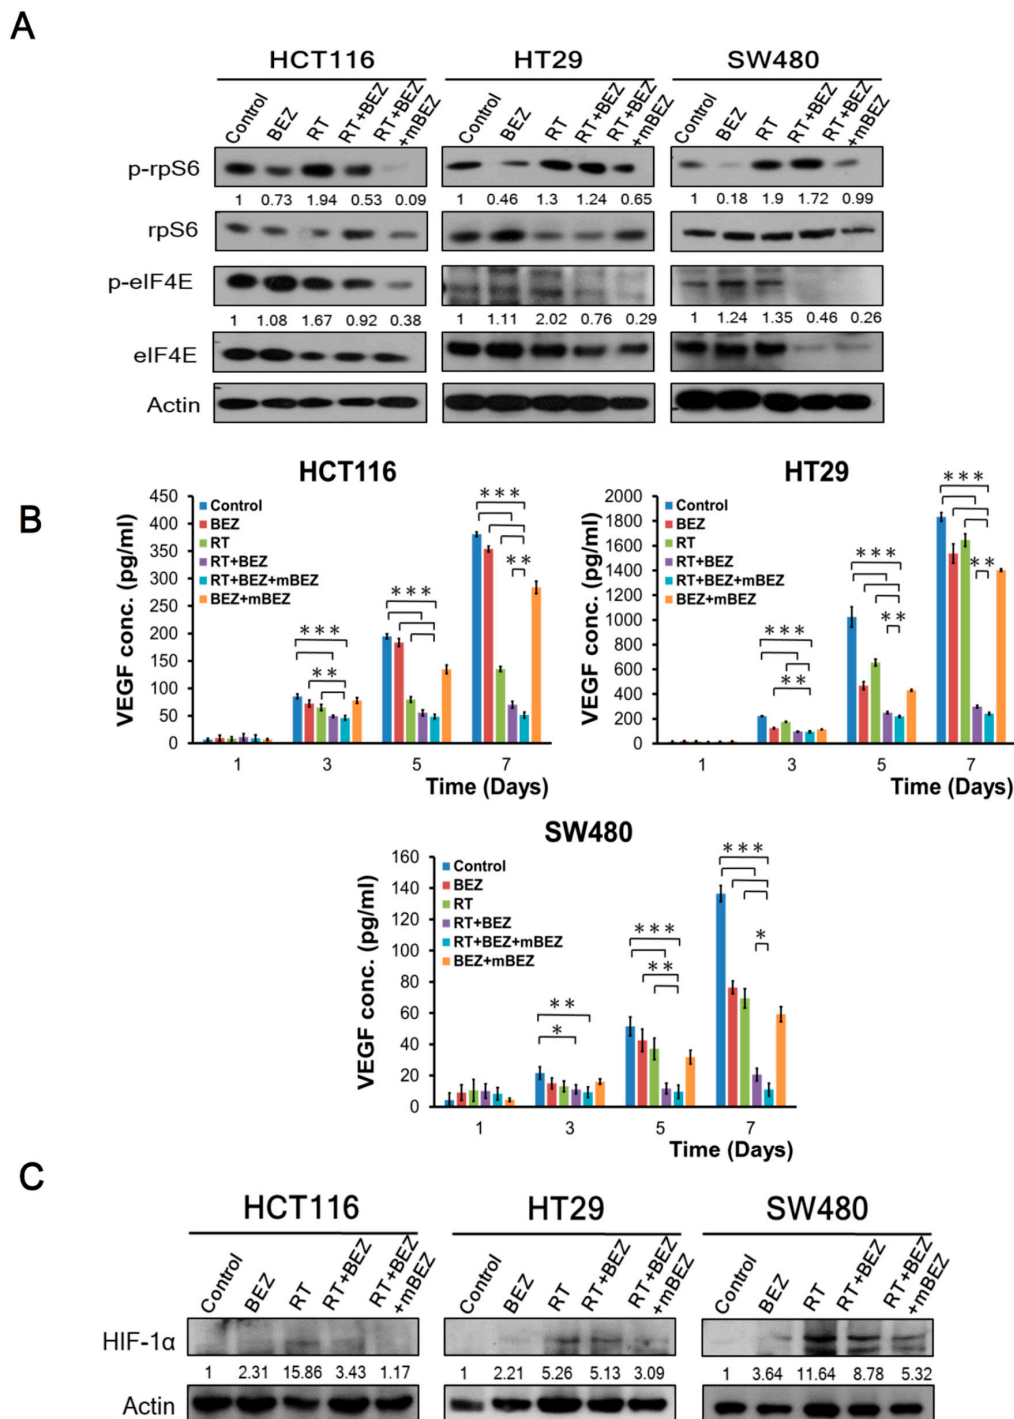 A
HCT116 HT29 SW480
Control BEZ RT RT+BEZ RT+BEZ +mBEZ Control BEZ RT RT+BEZ RT+BEZ +mBEZ Control BEZ RT RT+BEZ RT+BEZ +mBEZ
p-rpS6
1 0.73 1.94 0.53 0.09 1 0.46 1.3 1.24 0.65 1 0.18 1.9 1.72 0.99
rpS6
p-eIF4E
1 1.08 1.67 0.92 0.38 1 1.11 2.02 0.76 0.29 1 1.24 1.35 0.46 0.26
eIF4E
Actin
B
HCT116
VEGF conc. (pg/ml)
450
400
350
300
250
200
150
100
50
0
Control
BEZ
RT
RT+BEZ
RT+BEZ+mBEZ
BEZ+mBEZ
***
**
***
***
**
1 3 5 7
Time (Days)
HT29
VEGF conc. (pg/ml)
2000
1800
1600
1400
1200
1000
800
600
400
200
0
Control
BEZ
RT
RT+BEZ
RT+BEZ+mBEZ
BEZ+mBEZ
***
**
***
**
***
**
1 3 5 7
Time (Days)
SW480
VEGF conc. (pg/ml)
160
140
120
100
80
60
40
20
0
Control
BEZ
RT
RT+BEZ
RT+BEZ+mBEZ
BEZ+mBEZ
**
*
***
**
***
*
1 3 5 7
Time (Days)
C
HCT116 HT29 SW480
Control BEZ RT RT+BEZ RT+BEZ +mBEZ Control BEZ RT RT+BEZ RT+BEZ +mBEZ Control BEZ RT RT+BEZ RT+BEZ +mBEZ
HIF-1α
1 2.31 15.86 3.43 1.17 1 2.21 5.26 5.13 3.09 1 3.64 11.64 8.78 5.32
Actin